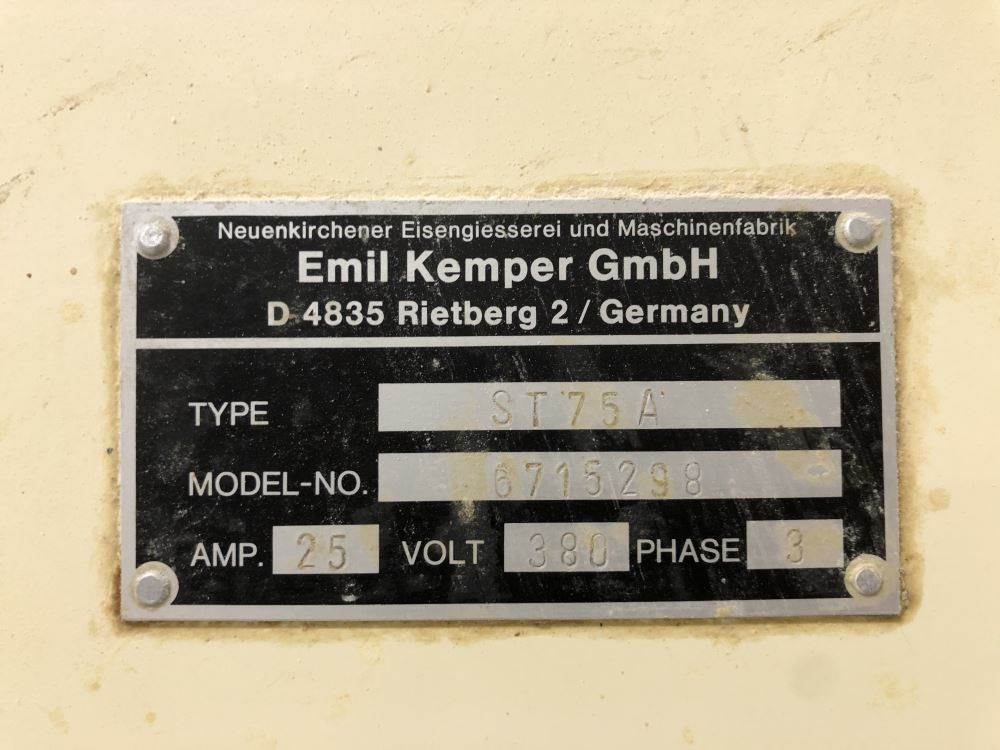 Neuenkirchener Eisengiesserei und Maschinenfabrik
Emil Kemper GmbH
D 4835 Rietberg 2 / Germany
TYPE ST75A
MODEL-NO. 6715298
AMP. 25 VOLT 380 PHASE 3